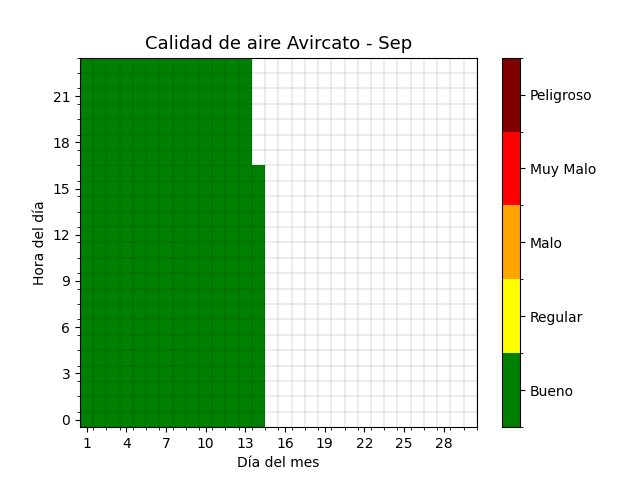 Calidad de aire Avircato - Sep
Hora del día
21
18
15
12
9
6
3
0
1 4 7 10 13 16 19 22 25 28
Día del mes
Peligroso
Muy Malo
Malo
Regular
Bueno